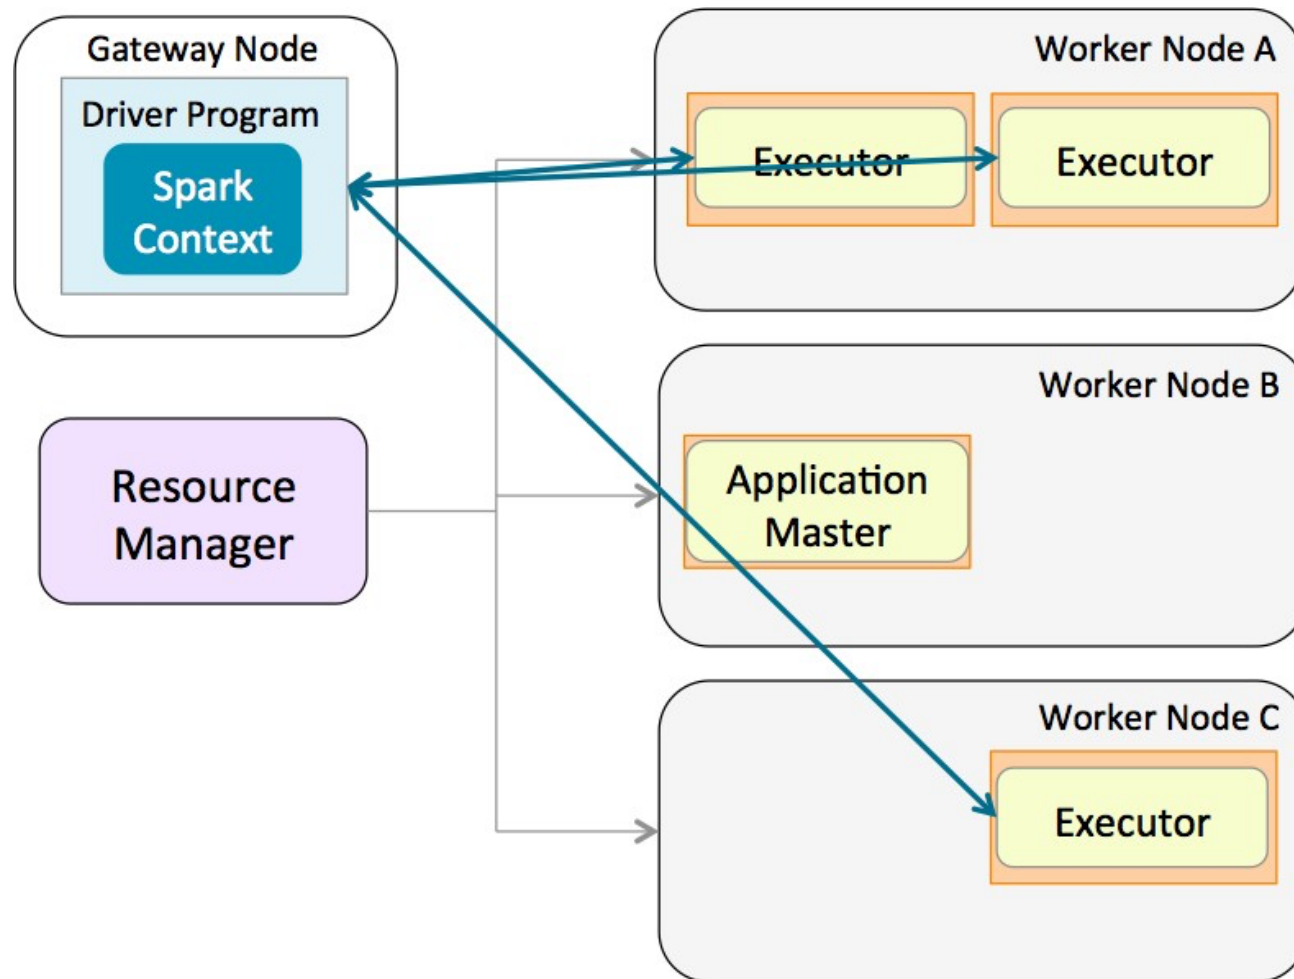 Gateway Node
Driver Program
Spark
Context
Resource
Manager
Worker Node A
Executor
Executor
Worker Node B
Application
Master
Worker Node C
Executor